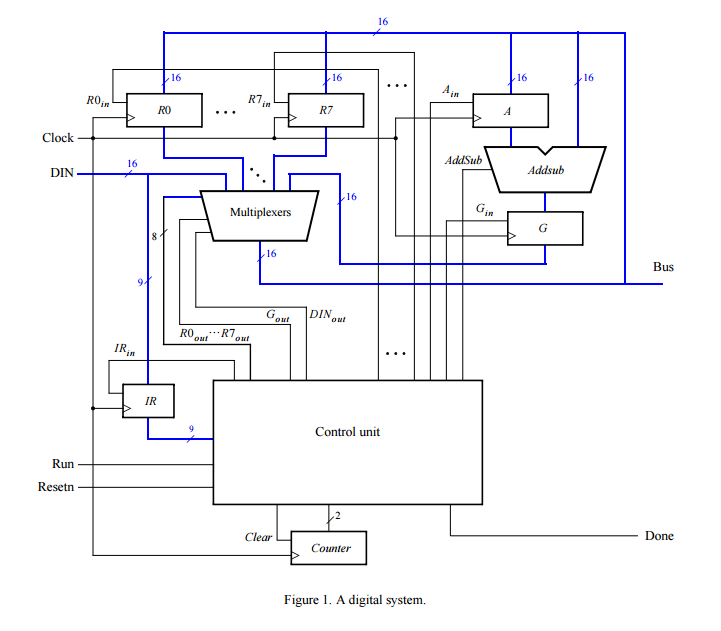 16
16
16
16
16
R0in
R0
...
R7in
R7
...
Ain
A
Clock
DIN
16
AddSub
Addsub
Multiplexers
16
Gin
G
8
16
Bus
9
Gout
DINout
R0out...R7out
...
IRin
IR
9
Control unit
Run
Resetn
2
Clear
Counter
Done
Figure 1. A digital system.